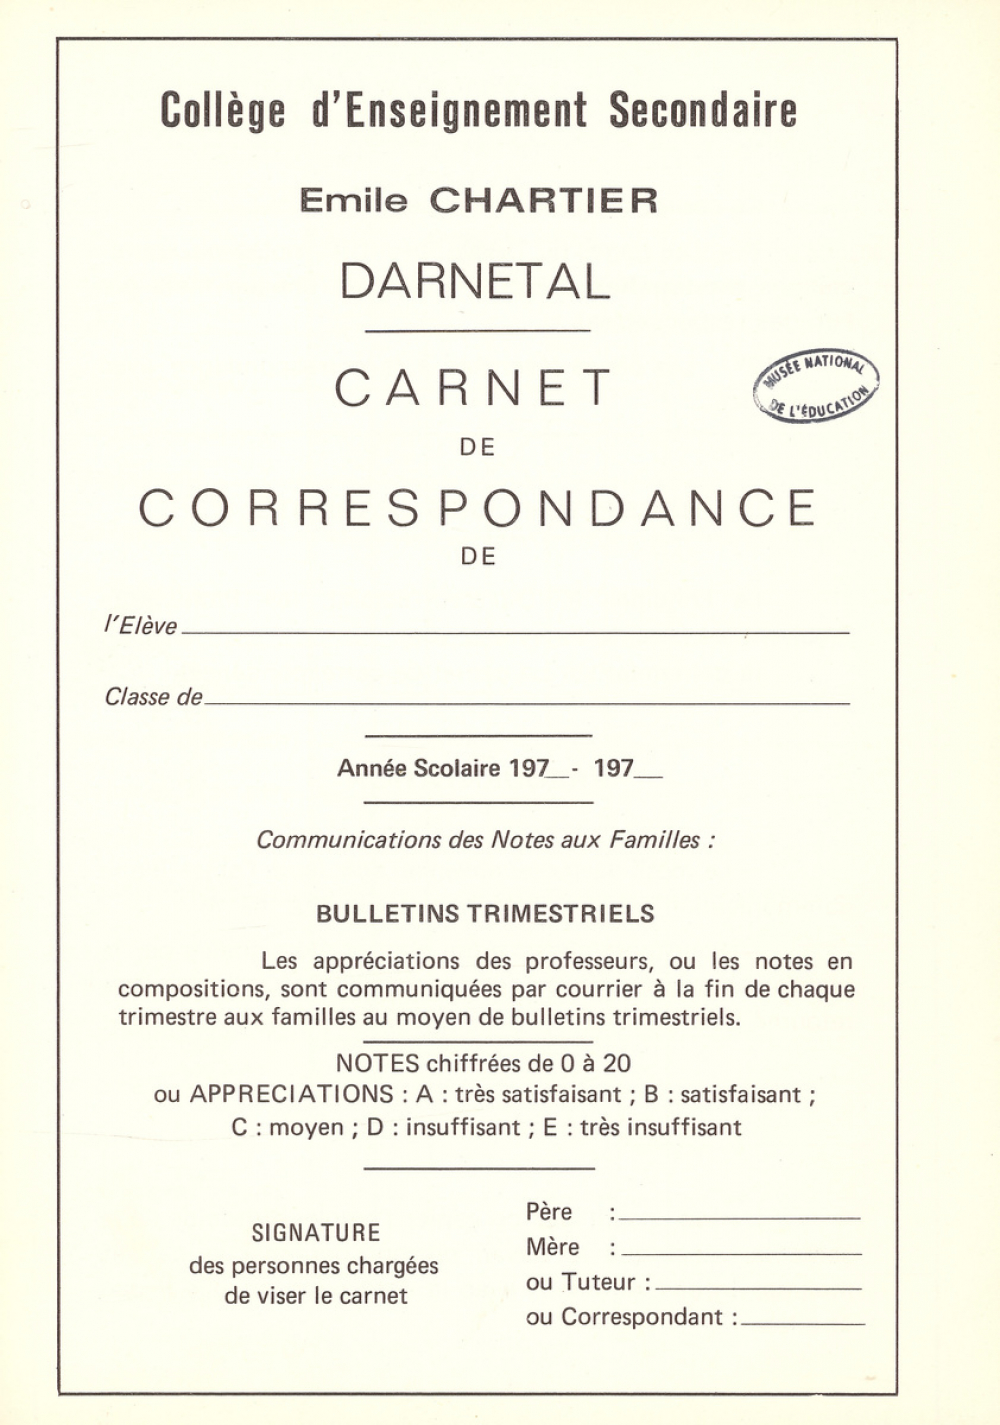 Collège d'Enseignement Secondaire
Emile CHARTIER
DARNETAL
CARNET
MUSÉE NATIONAL
DE L'ÉDUCATION
DE
CORRESPONDANCE
DE
l'Elève
Classe de
Année Scolaire 197__- 197__
Communications des Notes aux Familles :
BULLETINS TRIMESTRIELS
Les appréciations des professeurs, ou les notes en
compositions, sont communiquées par courrier à la fin de chaque
trimestre aux familles au moyen de bulletins trimestriels.
NOTES chiffrées de 0 à 20
ou APPRECIATIONS : A : très satisfaisant ; B : satisfaisant ;
C : moyen ; D : insuffisant ; E : très insuffisant
SIGNATURE
des personnes chargées
de viser le carnet
Père :
Mère :
ou Tuteur :
ou Correspondant :